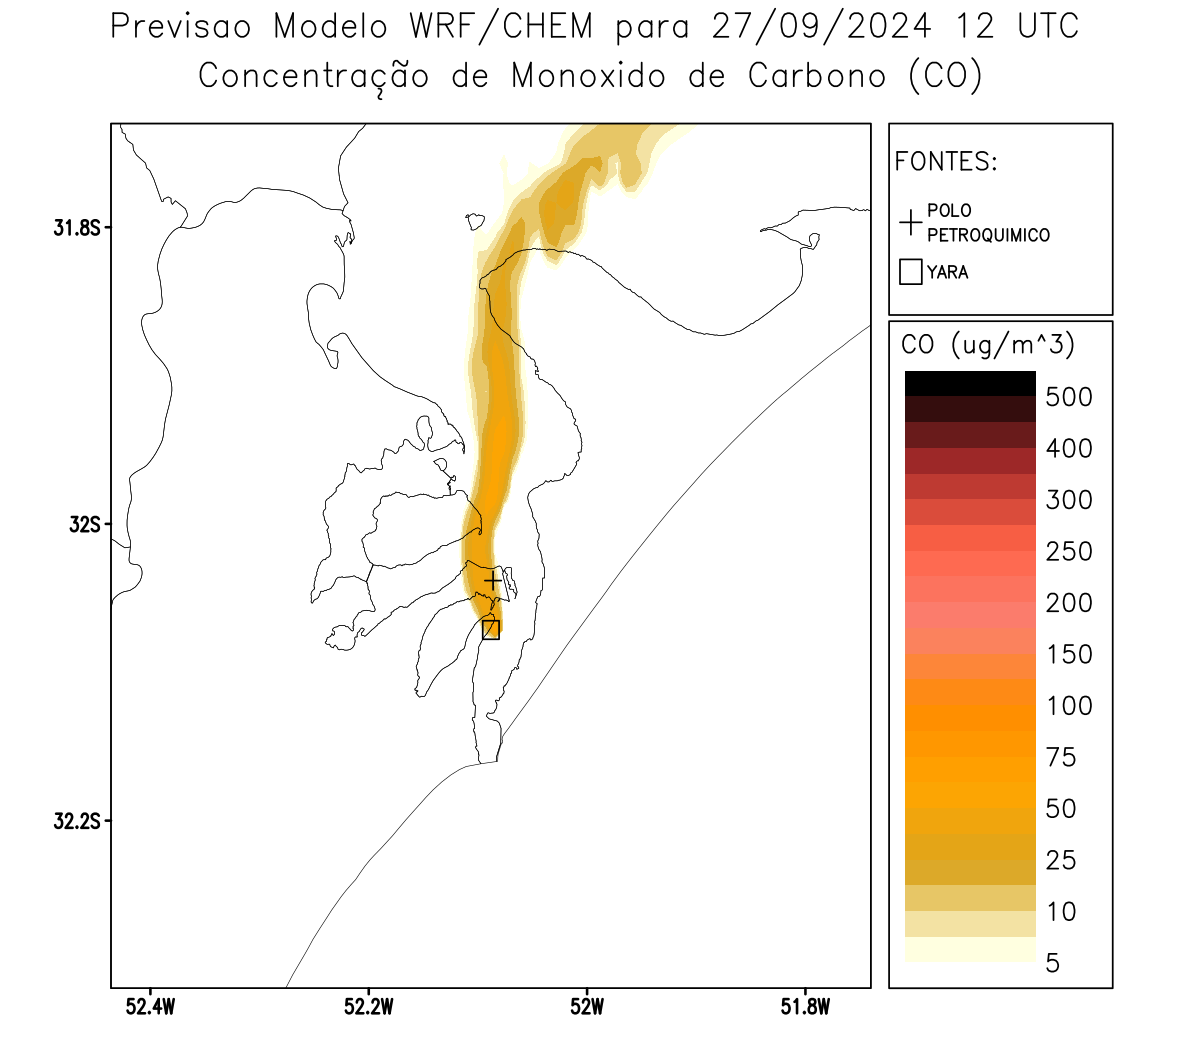 Previsao Modelo WRF/CHEM para 27/09/2024 12 UTC
Concentração de Monoxido de Carbono (CO)
FONTES:
POLO
PETROQUIMICO
YARA
CO (ug/m^3)
500
400
300
250
200
150
100
75
50
25
10
5
31.8S
32S
32.2S
52.4W
52.2W
52W
51.8W